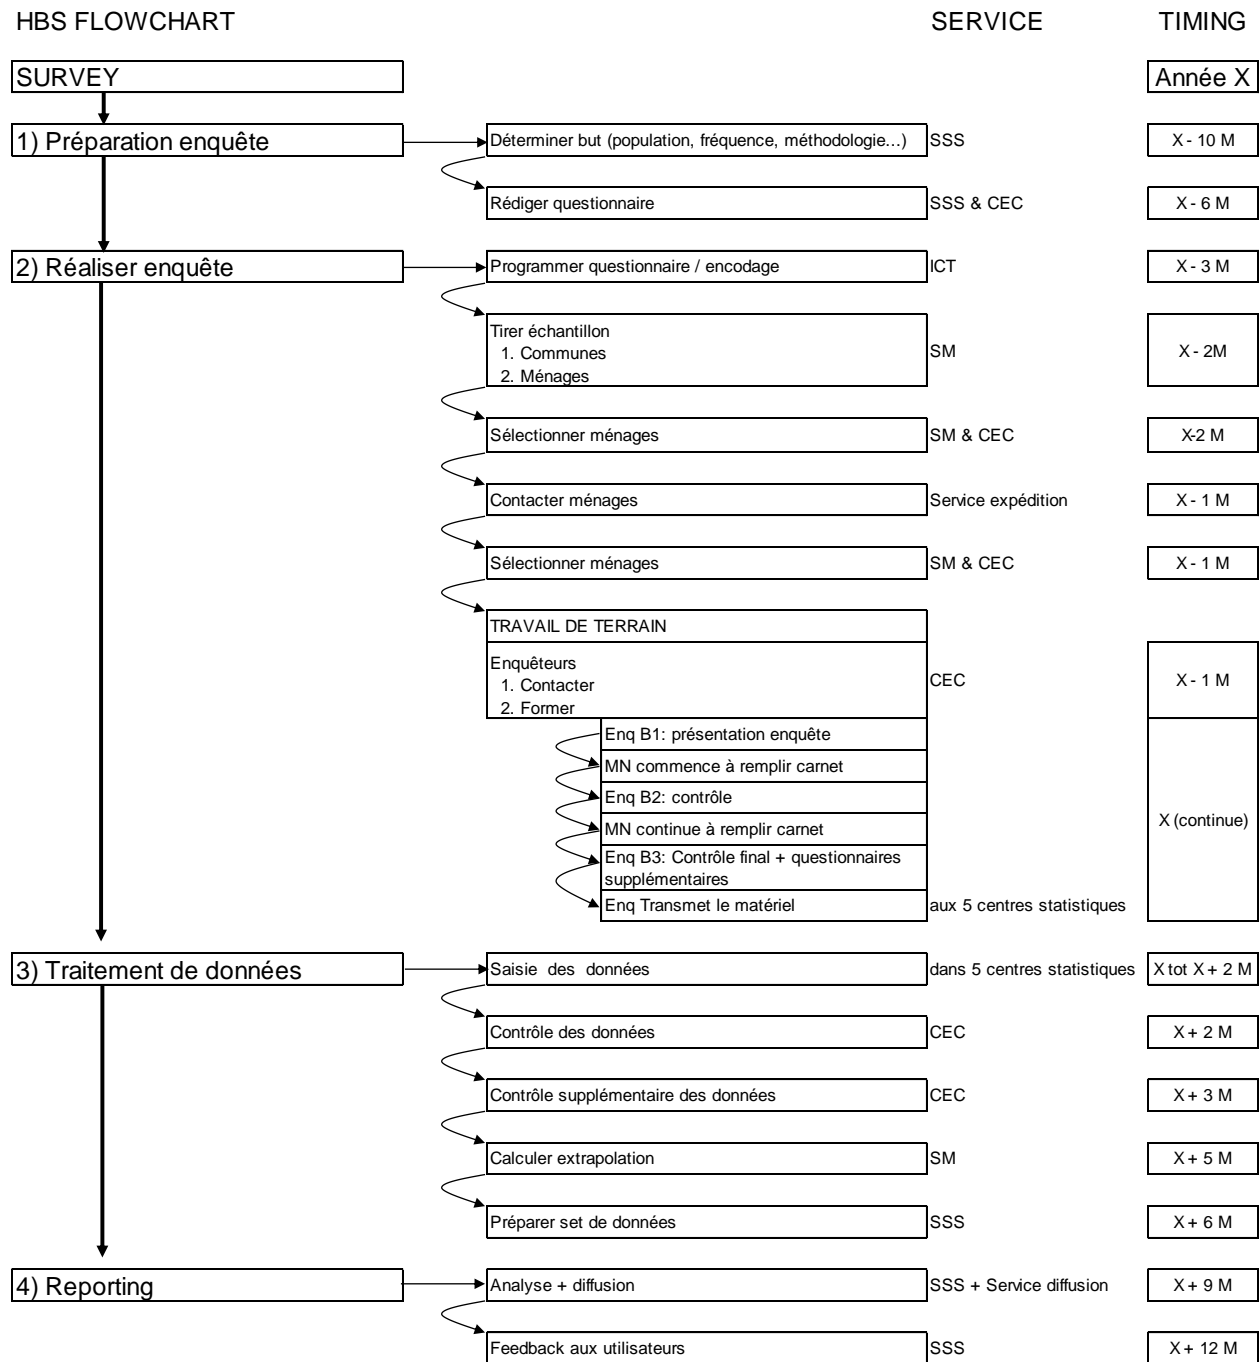 HBS FLOWCHART SERVICE TIMING
SURVEY Année X
1) Préparation enquête Déterminer but (population, fréquence, méthodologie...) SSS X - 10 M
Rédiger questionnaire SSS & CEC X - 6 M
2) Réaliser enquête Programmer questionnaire / encodage ICT X - 3 M
Tirer échantillon
1. Communes SM X - 2M
2. Ménages
Sélectionner ménages SM & CEC X-2 M
Contacter ménages Service expédition X - 1 M
Sélectionner ménages SM & CEC X - 1 M
TRAVAIL DE TERRAIN
Enquêteurs
1. Contacter CEC X - 1 M
2. Former
Enq B1: présentation enquête
MN commence à remplir carnet
Enq B2: contrôle
MN continue à remplir carnet X (continue)
Enq B3: Contrôle final + questionnaires
supplémentaires
Enq Transmet le matériel aux 5 centres statistiques
3) Traitement de données Saisie des données dans 5 centres statistiques X tot X + 2 M
Contrôle des données CEC X + 2 M
Contrôle supplémentaire des données CEC X + 3 M
Calculer extrapolation SM X + 5 M
Préparer set de données SSS X + 6 M
4) Reporting Analyse + diffusion SSS + Service diffusion X + 9 M
Feedback aux utilisateurs SSS X + 12 M